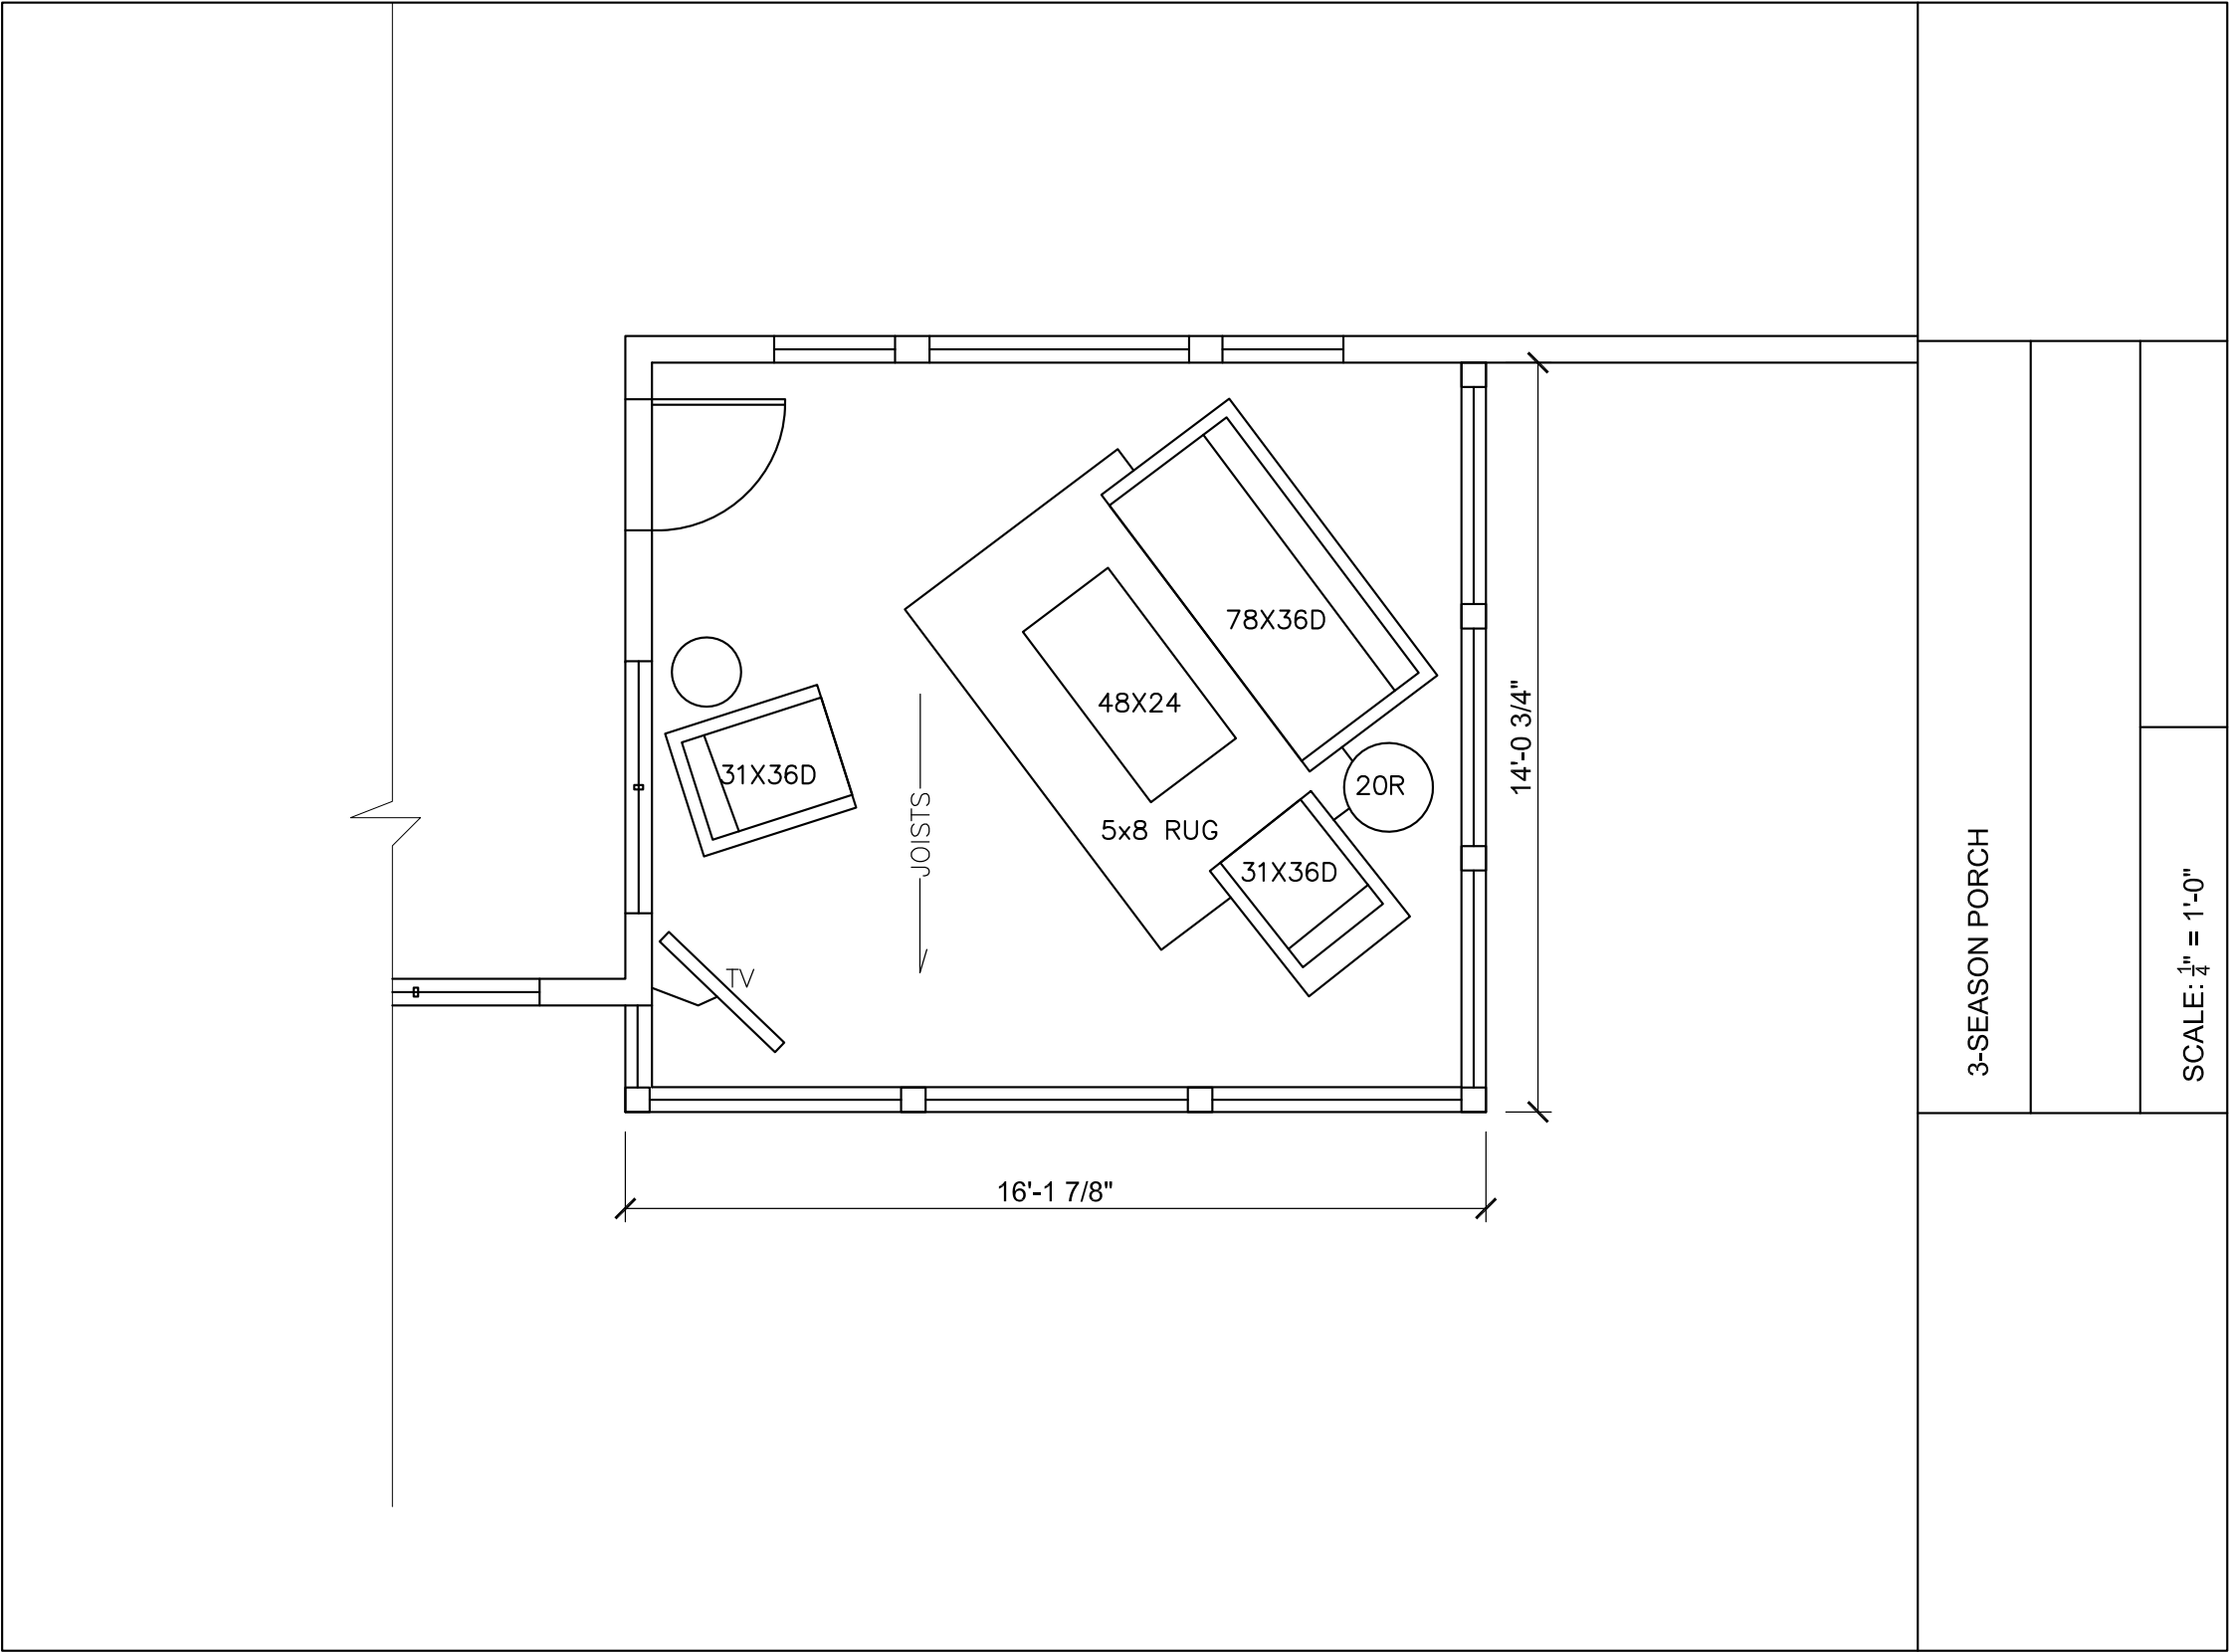 78X36D
48X24
31X36D
JOISTS
20R
5x8 RUG
31X36D
TV
14'-0 3/4"
16'-1 7/8"
3-SEASON PORCH
SCALE: 1/4" = 1'-0"